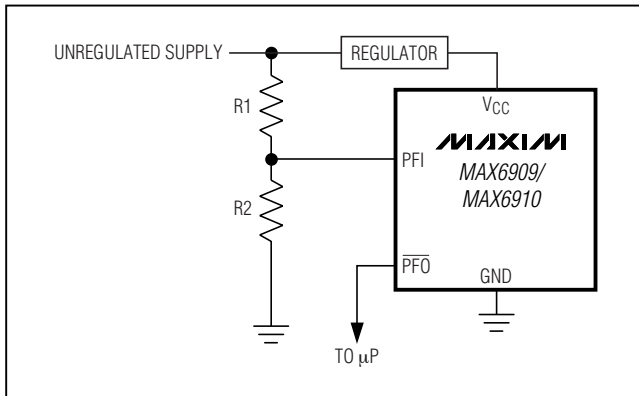 UNREGULATED SUPPLY
REGULATOR
R1
VCC
MAXIM
PFI
MAX6909/
MAX6910
R2
PFO
GND
TO µP